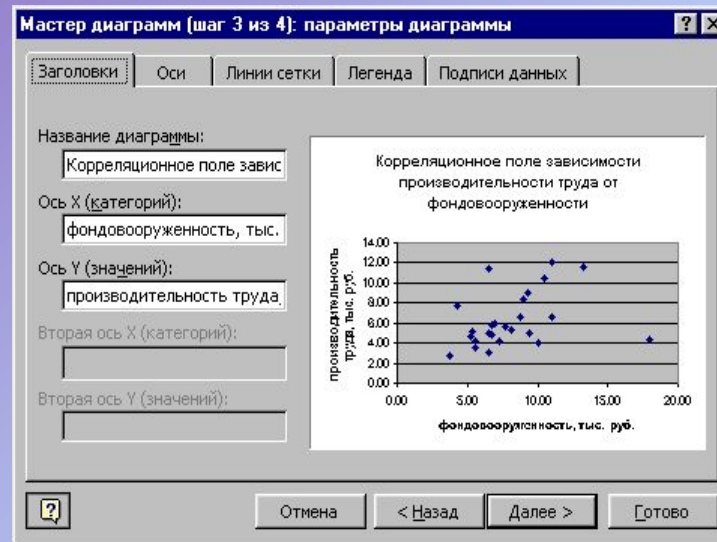 Мастер диаграмм (шаг 3 из 4): параметры диаграммы
Заголовки Оси Линии сетки Легенда Подписи данных
Название диаграммы:
Корреляционное поле завис
Ось X (категорий):
фондовооруженность, тыс.
Ось Y (значений):
производительность труда,
Вторая ось X (категорий):
Вторая ось Y (значений):
Корреляционное поле зависимости
производительности труда от
фондовооруженности
производительность
труда, тыс. руб.
14.00
12.00
10.00
8.00
6.00
4.00
2.00
0.00
0.00 5.00 10.00 15.00 20.00
фондовооруженность, тыс. руб.
Отмена < Назад Далее > Готово